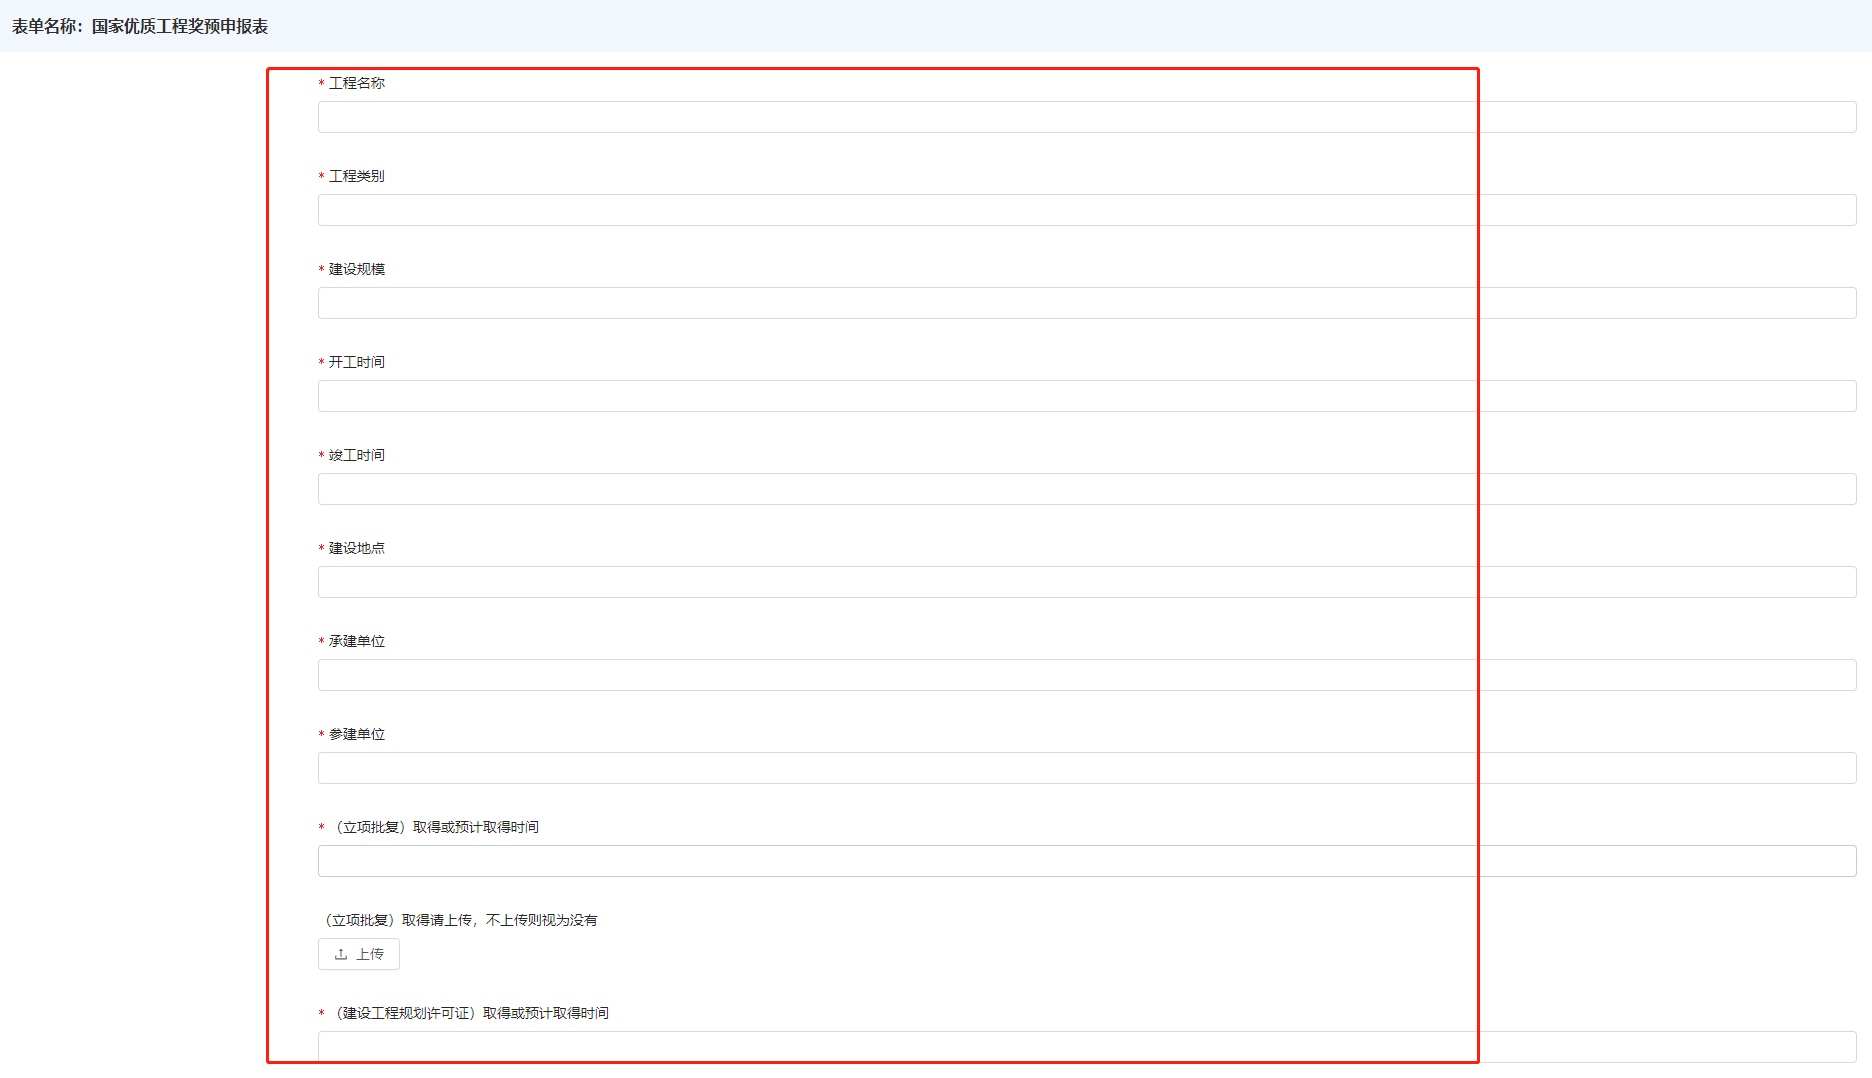 表单名称：国家优质工程奖预申报表
* 工程名称
* 工程类别
* 建设规模
* 开工时间
* 竣工时间
* 建设地点
* 承建单位
* 参建单位
* （立项批复）取得或预计取得时间
（立项批复）取得请上传，不上传则视为没有
上传
* （建设工程规划许可证）取得或预计取得时间